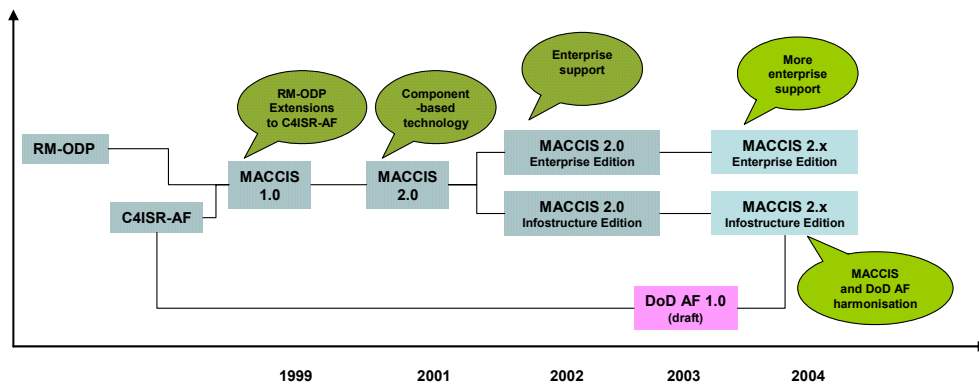 Enterprise
support
More
enterprise
support
RM-ODP
Extensions
to C4ISR-AF
Component
-based
technology
RM-ODP
MACCIS 2.0
Enterprise Edition
MACCIS 2.x
Enterprise Edition
MACCIS
1.0
MACCIS
2.0
C4ISR-AF
MACCIS 2.0
Infostructure Edition
MACCIS 2.x
Infostructure Edition
MACCIS
and DoD AF
harmonisation
DoD AF 1.0
(draft)
1999 2001 2002 2003 2004